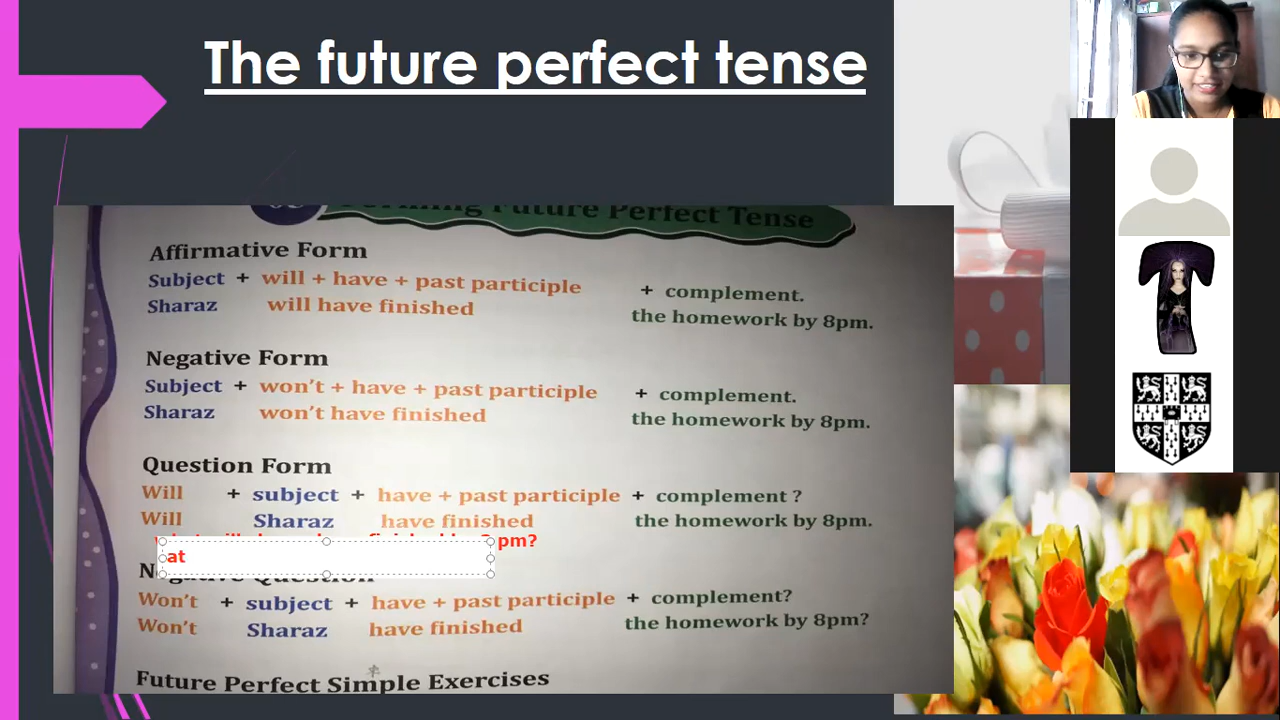 The future perfect tense
Forming Future Perfect Tense
Affirmative Form
Subject + will + have + past participle + complement.
Sharaz will have finished the homework by 8pm.
Negative Form
Subject + won't + have + past participle + complement.
Sharaz won't have finished the homework by 8pm.
Question Form
Will + subject + have + past participle + complement ?
Will Sharaz have finished the homework by 8pm.
pm?
at
Negative Question
Won't + subject + have + past participle + complement?
Won't Sharaz have finished the homework by 8pm?
Future Perfect Simple Exercises